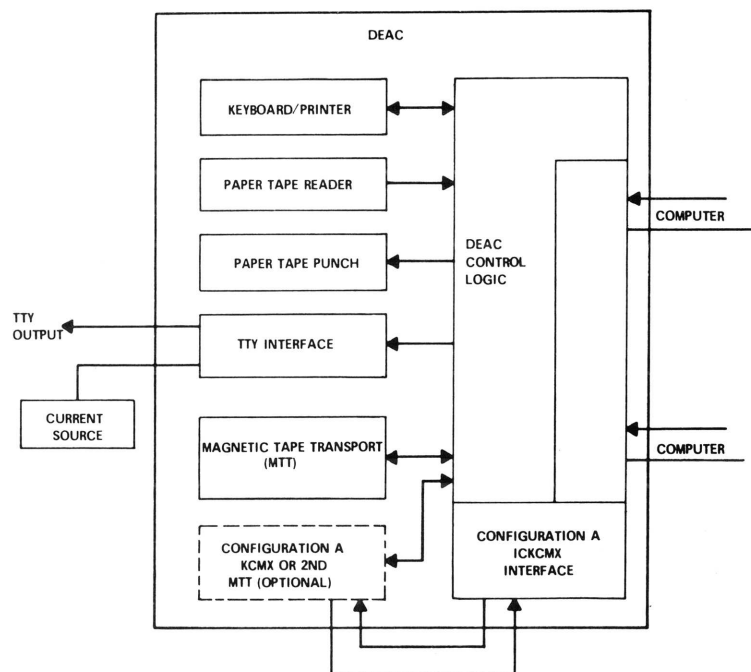 DEAC
KEYBOARD/PRINTER
PAPER TAPE READER
PAPER TAPE PUNCH
TTY INTERFACE
MAGNETIC TAPE TRANSPORT
(MTT)
CONFIGURATION A
KCMX OR 2ND
MTT (OPTIONAL)
DEAC
CONTROL
LOGIC
CONFIGURATION A
ICKCMX
INTERFACE
COMPUTER
COMPUTER
TTY
OUTPUT
CURRENT
SOURCE